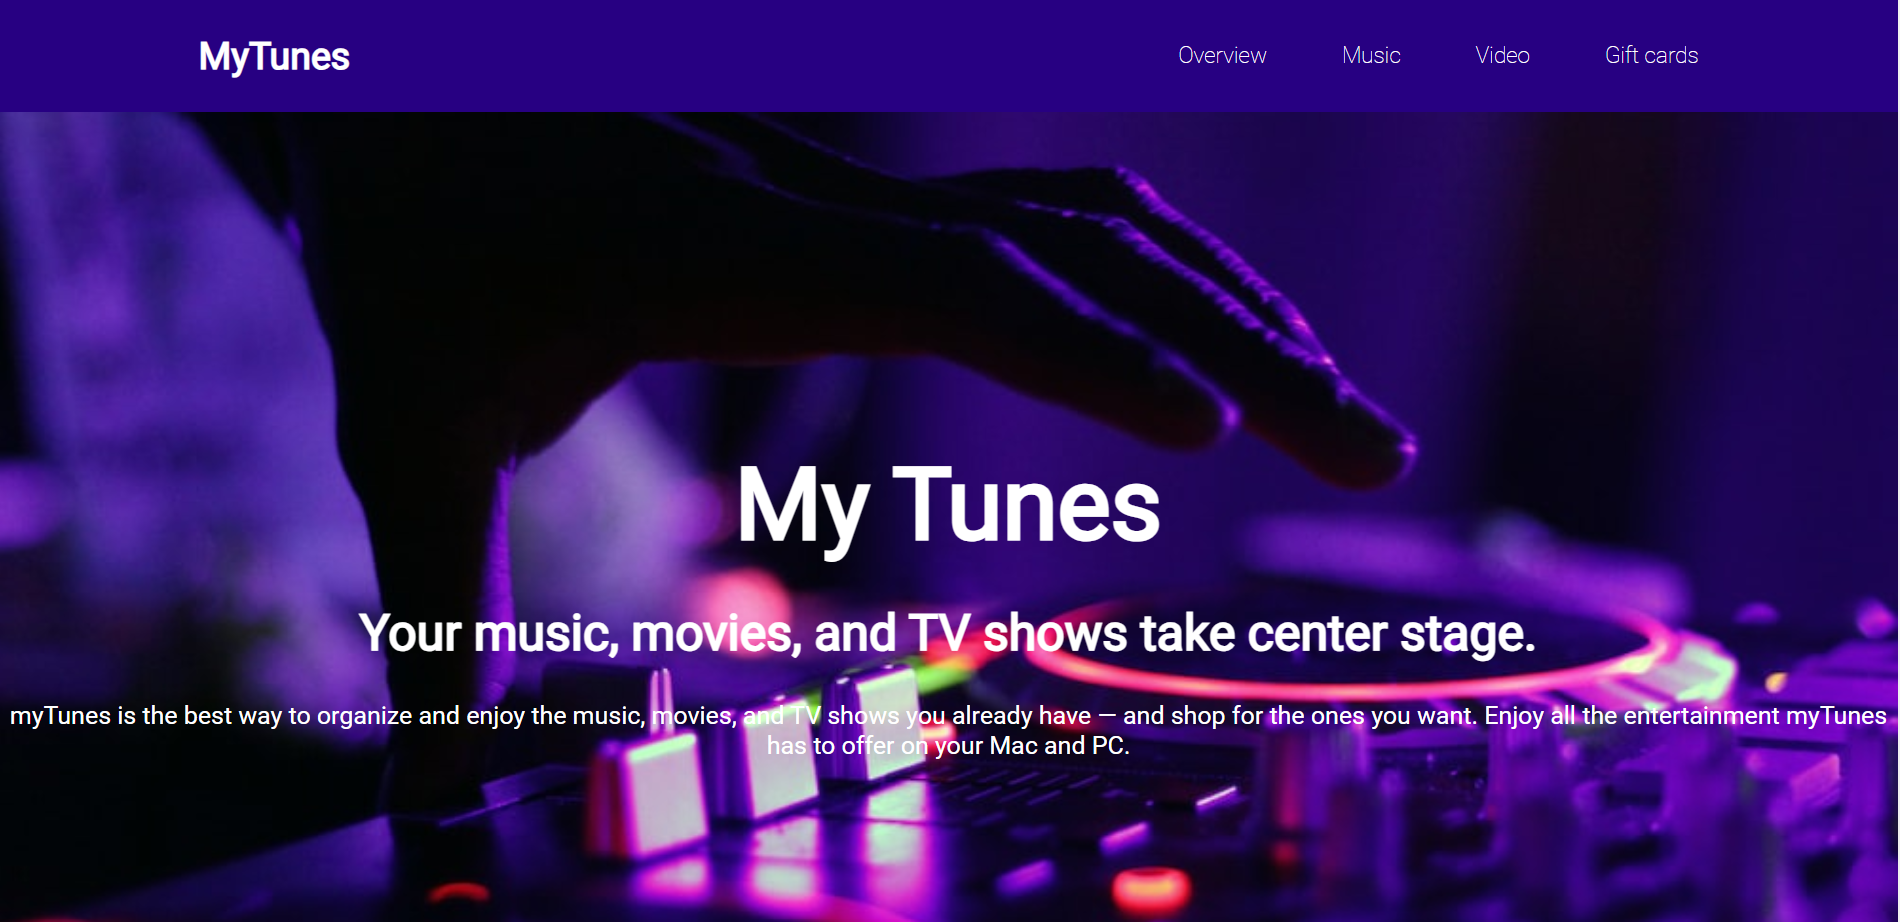 MyTunes
Overview Music Video Gift cards
My Tunes
Your music, movies, and TV shows take center stage.
myTunes is the best way to organize and enjoy the music, movies, and TV shows you already have — and shop for the ones you want. Enjoy all the entertainment myTunes
has to offer on your Mac and PC.